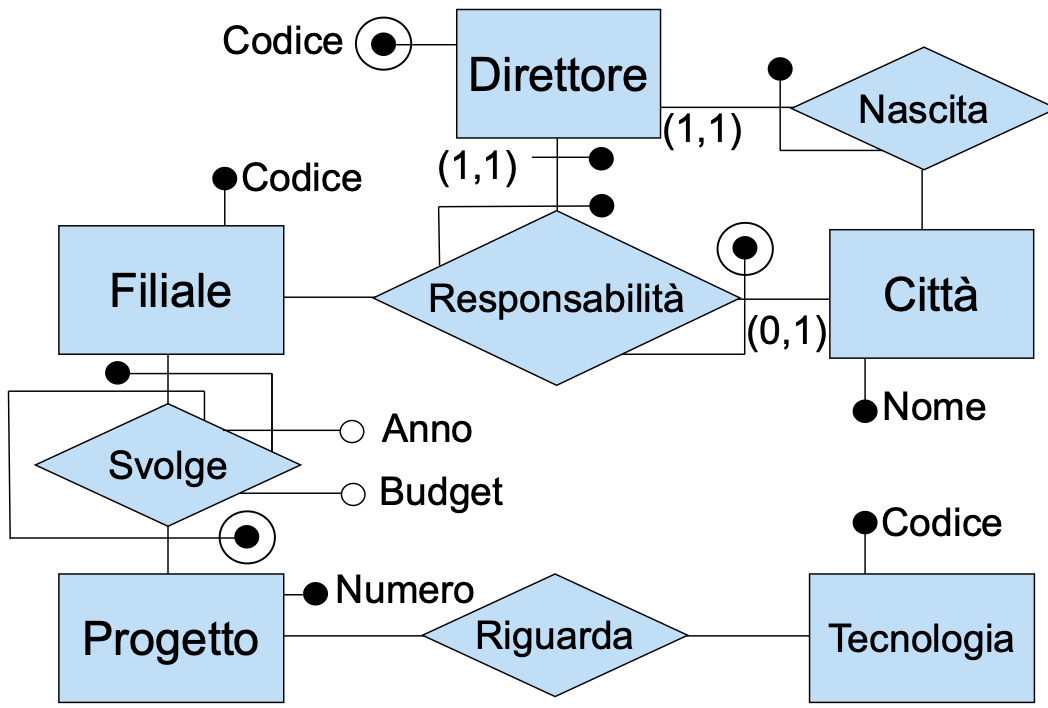 Codice
Direttore
Nascita
(1,1)
(1,1)
Codice
Filiale
Responsabilità
Città
(0,1)
Nome
Anno
Svolge
Budget
Codice
Numero
Progetto
Riguarda
Tecnologia